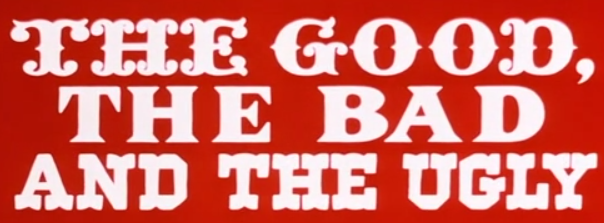 THE GOOD,
THE BAD
AND THE UGLY